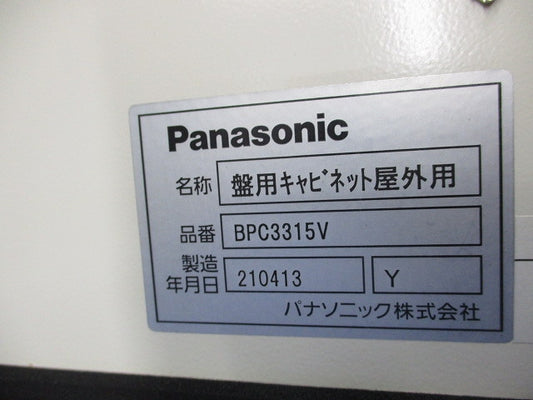 Panasonic
名称 盤用ｷｬﾋﾞﾈｯﾄ屋外用
品番 BPC3315V
製造年月日 210413 Y
パナソニック株式会社